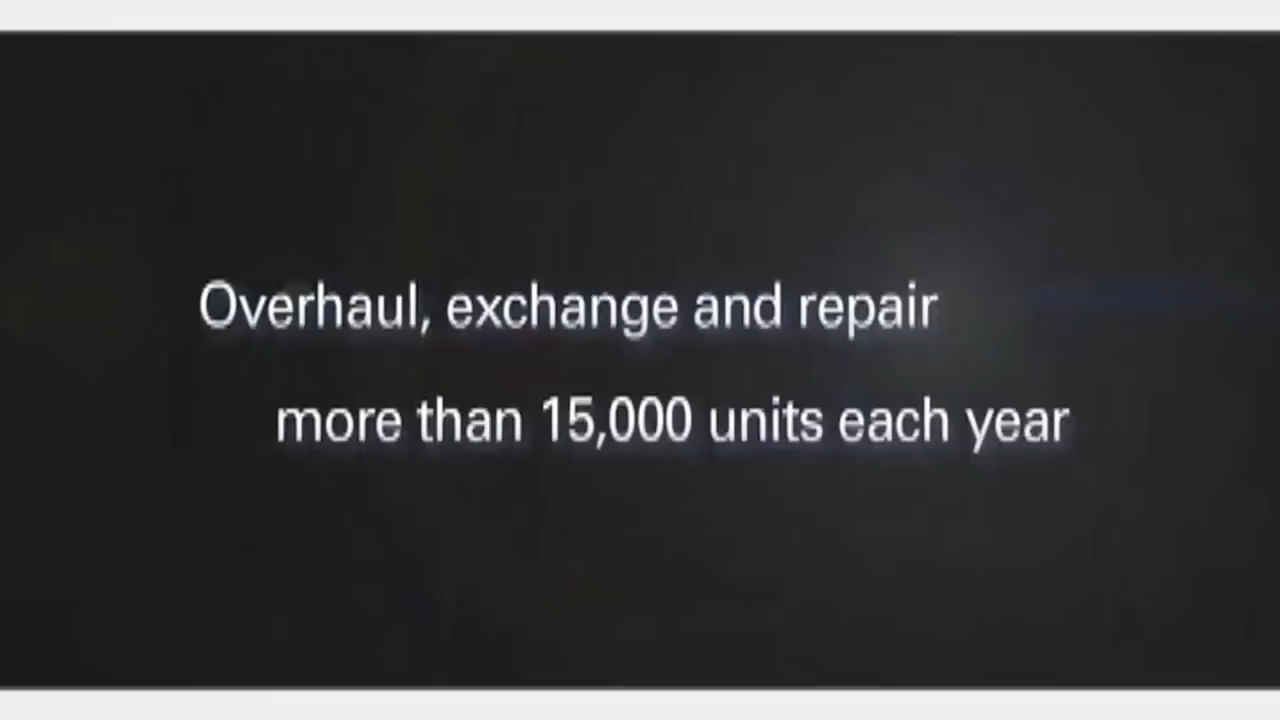 Overhaul, exchange and repair
more than 15,000 units each year